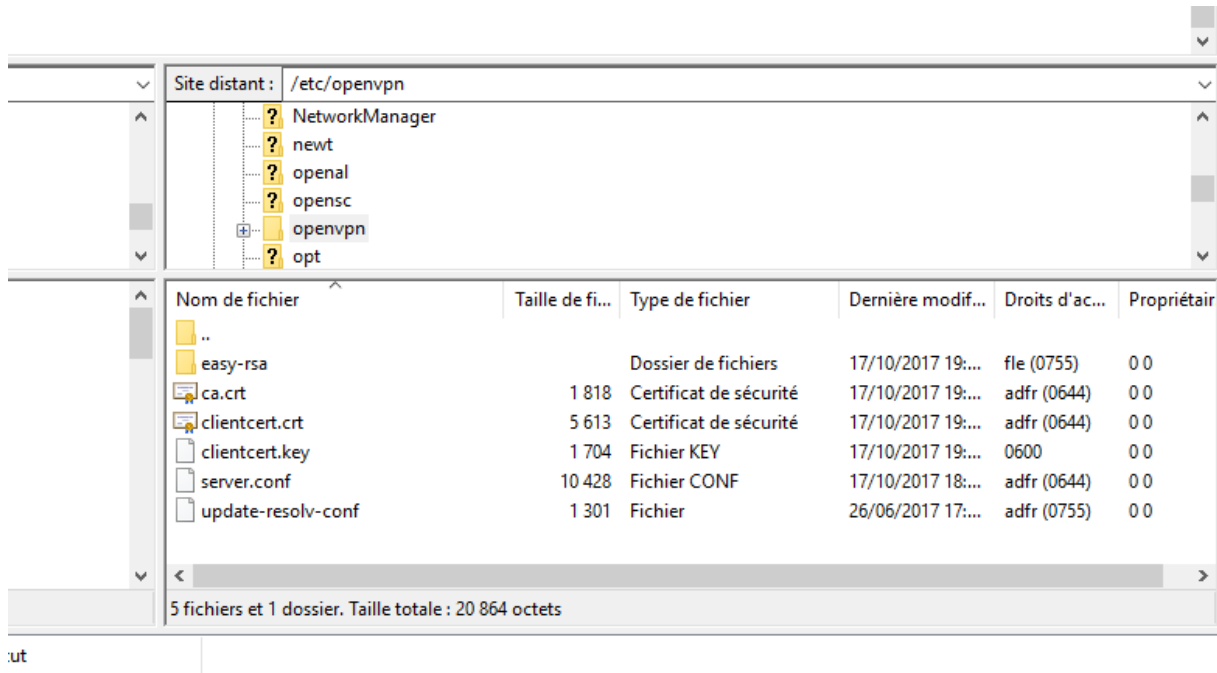 Site distant : /etc/openvpn
NetworkManager
newt
openal
opensc
openvpn
opt
Nom de fichier Taille de fi... Type de fichier Dernière modif... Droits d'ac... Propriétair
..
easy-rsa Dossier de fichiers 17/10/2017 19:... fle (0755) 0 0
ca.crt 1 818 Certificat de sécurité 17/10/2017 19:... adfr (0644) 0 0
clientcert.crt 5 613 Certificat de sécurité 17/10/2017 19:... adfr (0644) 0 0
clientcert.key 1 704 Fichier KEY 17/10/2017 19:... 0600 0 0
server.conf 10 428 Fichier CONF 17/10/2017 18:... adfr (0644) 0 0
update-resolv-conf 1 301 Fichier 26/06/2017 17:... adfr (0755) 0 0
5 fichiers et 1 dossier. Taille totale : 20 864 octets
tut